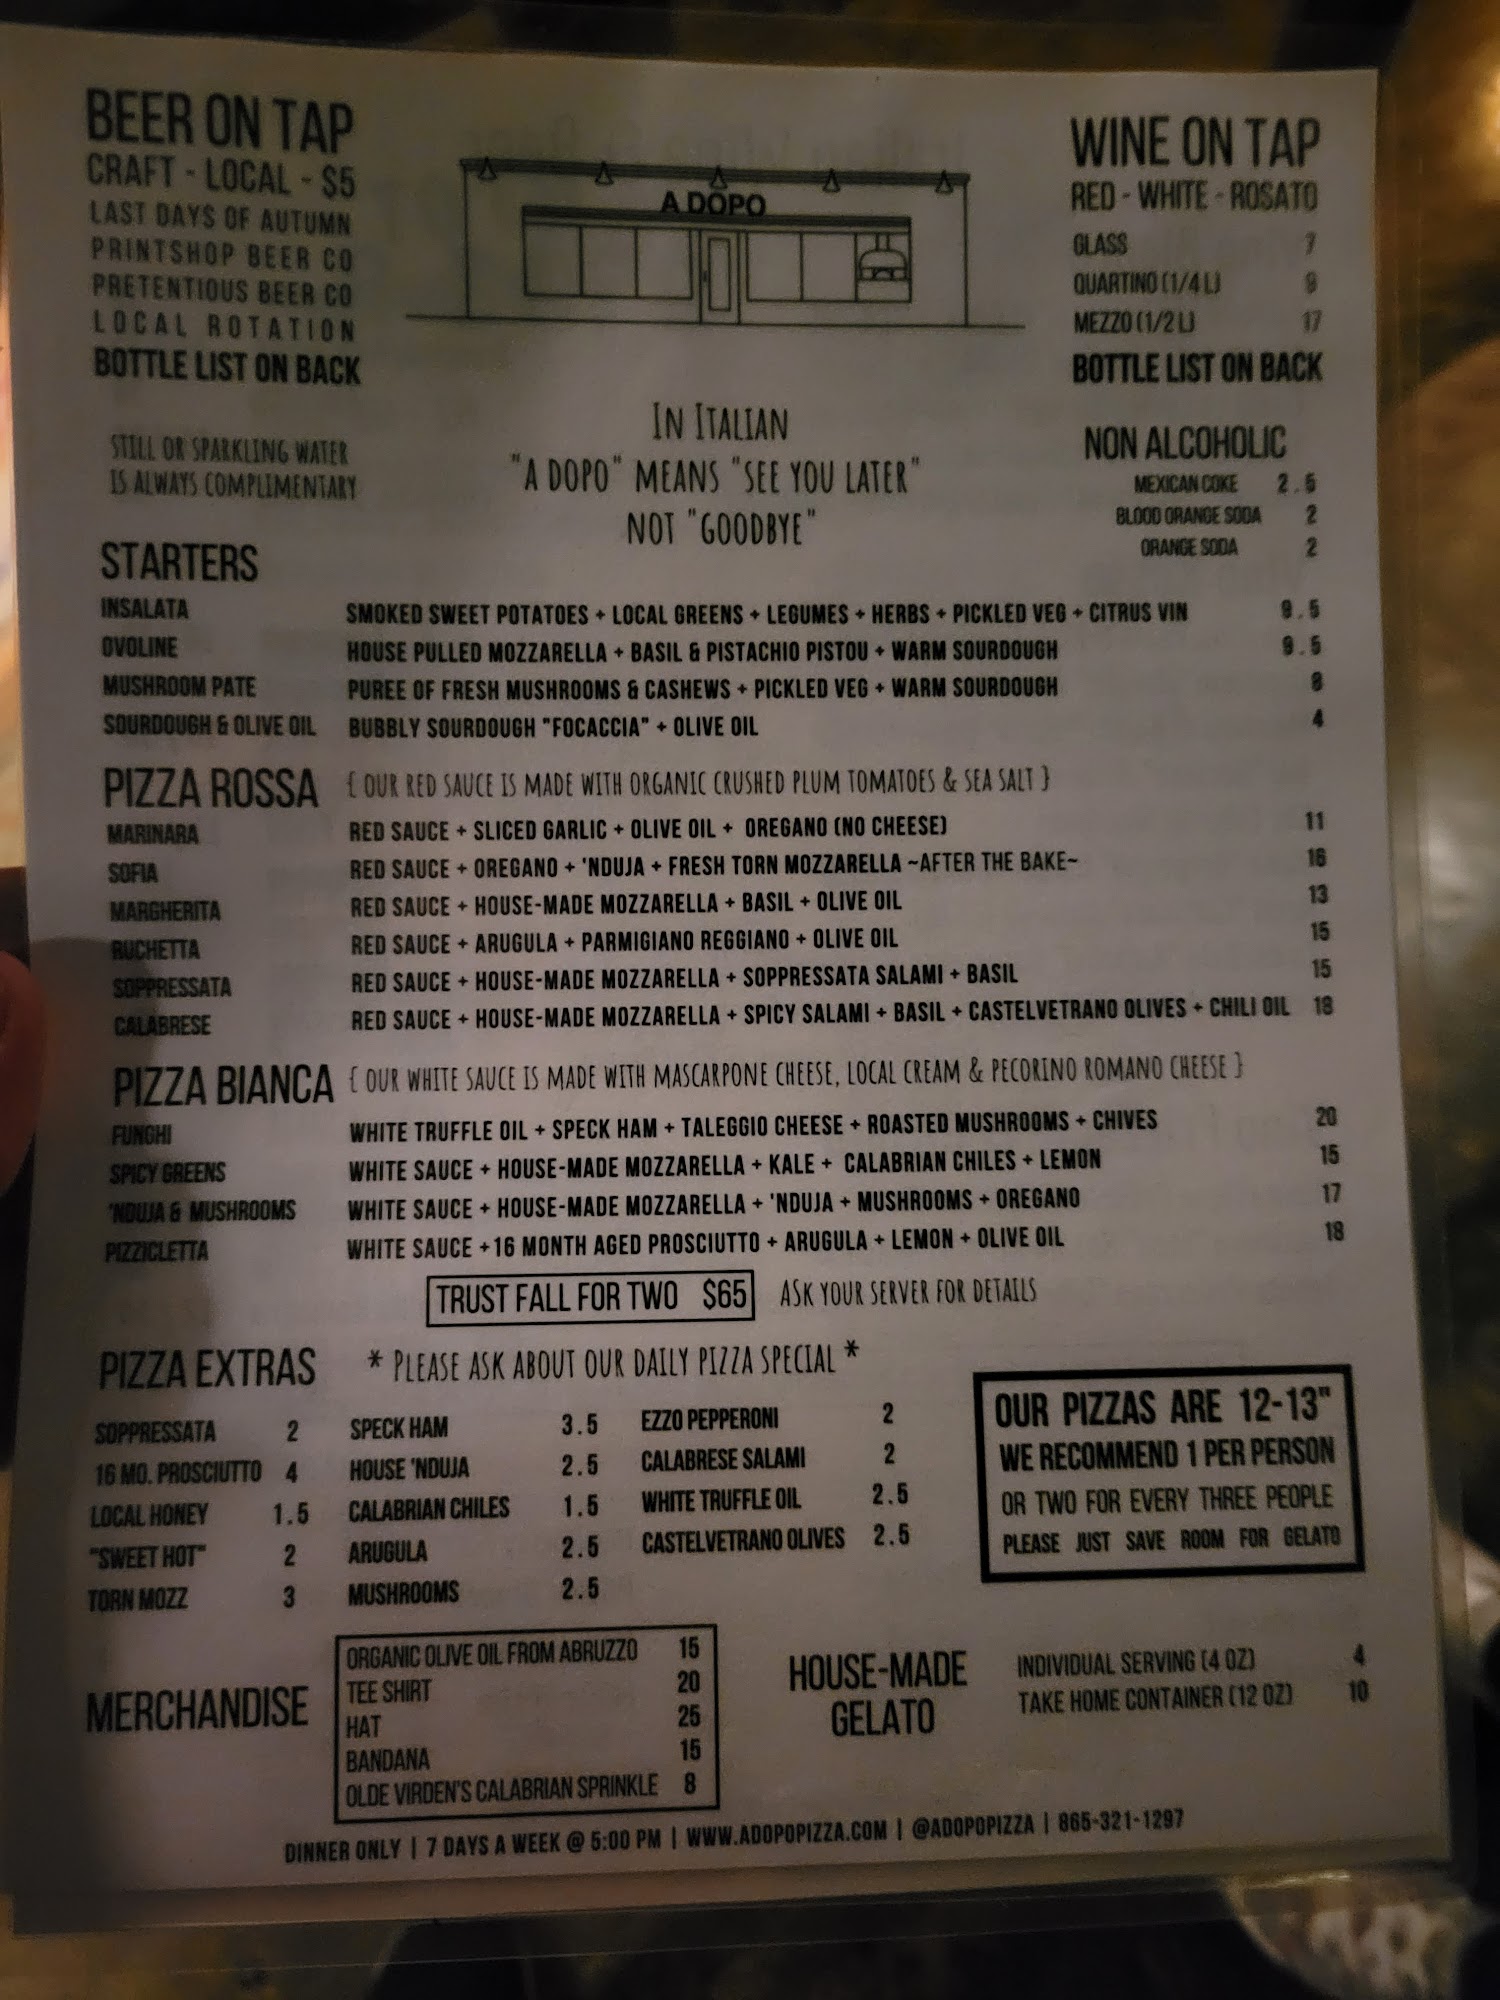 BEER ON TAP
CRAFT - LOCAL - $5
LAST DAYS OF AUTUMN
PRINTSHOP BEER CO
PRETENTIOUS BEER CO
LOCAL ROTATION
BOTTLE LIST ON BACK
STILL OR SPARKLING WATER
IS ALWAYS COMPLIMENTARY
A DOPO
IN ITALIAN
"A DOPO" MEANS "SEE YOU LATER"
NOT "GOODBYE"
WINE ON TAP
RED - WHITE - ROSATO
GLASS 7
QUARTINO (1/4 L) 9
MEZZO (1/2 L) 17
BOTTLE LIST ON BACK
NON ALCOHOLIC
MEXICAN COKE 2.5
BLOOD ORANGE SODA 2
ORANGE SODA 2
STARTERS
INSALATA SMOKED SWEET POTATOES + LOCAL GREENS + LEGUMES + HERBS + PICKLED VEG + CITRUS VIN 9.5
OVOLINE HOUSE PULLED MOZZARELLA + BASIL & PISTACHIO PISTOU + WARM SOURDOUGH 9.5
MUSHROOM PATE PUREE OF FRESH MUSHROOMS & CASHEWS + PICKLED VEG + WARM SOURDOUGH 8
SOURDOUGH & OLIVE OIL BUBBLY SOURDOUGH "FOCACCIA" + OLIVE OIL 4
PIZZA ROSSA { OUR RED SAUCE IS MADE WITH ORGANIC CRUSHED PLUM TOMATOES & SEA SALT }
MARINARA RED SAUCE + SLICED GARLIC + OLIVE OIL + OREGANO (NO CHEESE) 11
SOFIA RED SAUCE + OREGANO + 'NDUJA + FRESH TORN MOZZARELLA ~AFTER THE BAKE~ 16
MARGHERITA RED SAUCE + HOUSE-MADE MOZZARELLA + BASIL + OLIVE OIL 13
RUCHETTA RED SAUCE + ARUGULA + PARMIGIANO REGGIANO + OLIVE OIL 15
SOPPRESSATA RED SAUCE + HOUSE-MADE MOZZARELLA + SOPPRESSATA SALAMI + BASIL 15
CALABRESE RED SAUCE + HOUSE-MADE MOZZARELLA + SPICY SALAMI + BASIL + CASTELVETRANO OLIVES + CHILI OIL 18
PIZZA BIANCA { OUR WHITE SAUCE IS MADE WITH MASCARPONE CHEESE, LOCAL CREAM & PECORINO ROMANO CHEESE }
FUNGHI WHITE TRUFFLE OIL + SPECK HAM + TALEGGIO CHEESE + ROASTED MUSHROOMS + CHIVES 20
SPICY GREENS WHITE SAUCE + HOUSE-MADE MOZZARELLA + KALE + CALABRIAN CHILES + LEMON 15
'NDUJA & MUSHROOMS WHITE SAUCE + HOUSE-MADE MOZZARELLA + 'NDUJA + MUSHROOMS + OREGANO 17
PIZZICLETTA WHITE SAUCE +16 MONTH AGED PROSCIUTTO + ARUGULA + LEMON + OLIVE OIL 18
TRUST FALL FOR TWO $65 ASK YOUR SERVER FOR DETAILS
PIZZA EXTRAS * PLEASE ASK ABOUT OUR DAILY PIZZA SPECIAL *
SOPPRESSATA 2 SPECK HAM 3.5 EZZO PEPPERONI 2
16 MO. PROSCIUTTO 4 HOUSE 'NDUJA 2.5 CALABRESE SALAMI 2
LOCAL HONEY 1.5 CALABRIAN CHILES 1.5 WHITE TRUFFLE OIL 2.5
"SWEET HOT" 2 ARUGULA 2.5 CASTELVETRANO OLIVES 2.5
TORN MOZZ 3 MUSHROOMS 2.5
OUR PIZZAS ARE 12-13"
WE RECOMMEND 1 PER PERSON
OR TWO FOR EVERY THREE PEOPLE
PLEASE JUST SAVE ROOM FOR GELATO
MERCHANDISE
ORGANIC OLIVE OIL FROM ABRUZZO 15
TEE SHIRT 20
HAT 25
BANDANA 15
OLDE VIRDEN'S CALABRIAN SPRINKLE 8
HOUSE-MADE
GELATO
INDIVIDUAL SERVING (4 OZ) 4
TAKE HOME CONTAINER (12 OZ) 10
DINNER ONLY | 7 DAYS A WEEK @ 5:00 PM | WWW.ADOPOPIZZA.COM | @ADOPOPIZZA | 865-321-1297